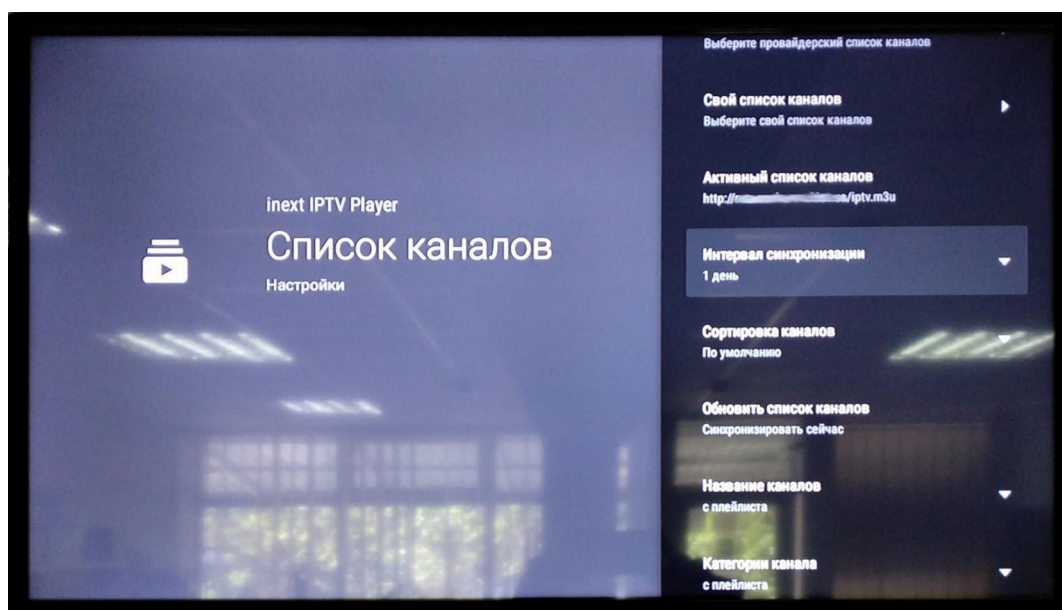 inext IPTV Player
Список каналов
Настройки
Выберите провайдерский список каналов
Свой список каналов
Выберите свой список каналов
Активный список каналов
http:// /iptv.m3u
Интервал синхронизации
1 день
Сортировка каналов
По умолчанию
Обновить список каналов
Синхронизировать сейчас
Название каналов
с плейлиста
Категории канала
с плейлиста